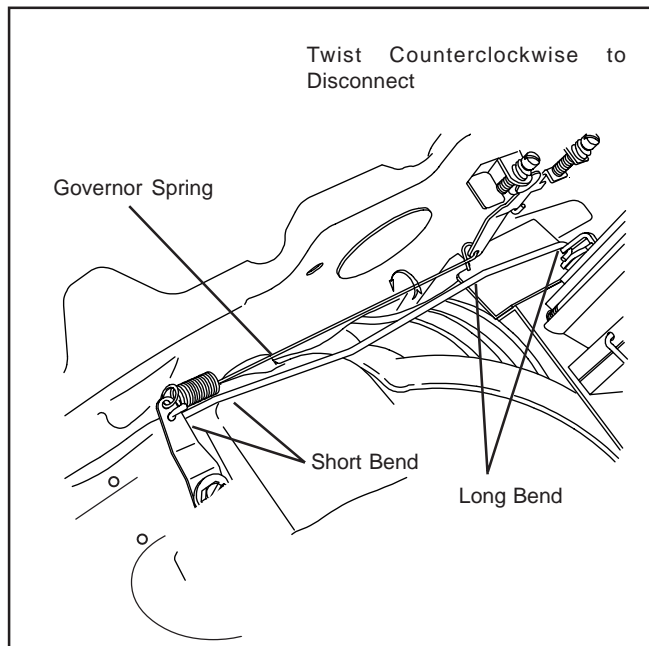 Twist Counterclockwise to
Disconnect
Governor Spring
Short Bend
Long Bend